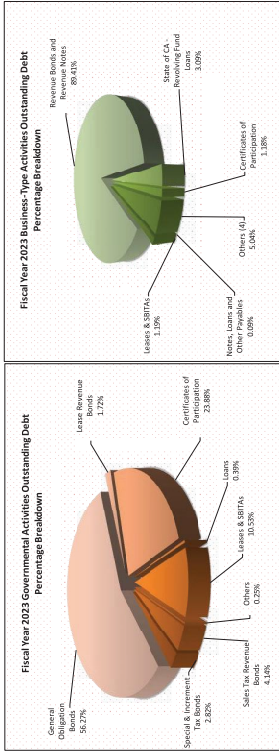 Fiscal Year 2023 Governmental Activities Outstanding Debt
Percentage Breakdown
General
Obligation
Bonds
56.27%
Lease Revenue
Bonds
1.72%
Certificates of
Participation
23.88%
Loans
0.39%
Leases & SBITAs
10.53%
Others
0.25%
Sales Tax Revenue
Bonds
4.14%
Special & Increment
Tax Bonds
2.82%
Fiscal Year 2023 Business-Type Activities Outstanding Debt
Percentage Breakdown
Revenue Bonds and
Revenue Notes
89.41%
State of CA -
Revolving Fund
Loans
3.09%
Certificates of
Participation
1.18%
Others (4)
5.04%
Notes, Loans and
Other Payables
0.09%
Leases & SBITAs
1.19%